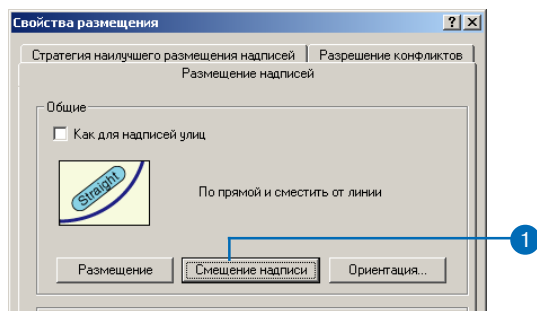 Свойства размещения
Стратегия наилучшего размещения надписей Разрешение конфликтов
Размещение надписей
Общие
Как для надписей улиц
Straight
По прямой и сместить от линии
Размещение Смещение надписи Ориентация...
1